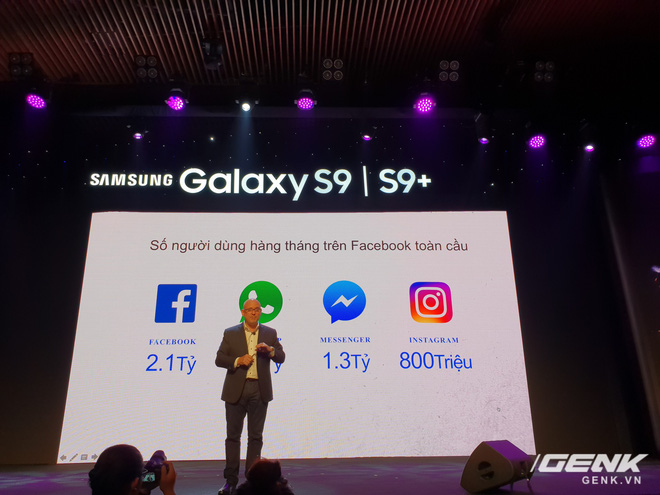 SAMSUNG Galaxy S9 | S9+
Số người dùng hàng tháng trên Facebook toàn cầu
FACEBOOK MESSENGER INSTAGRAM
2.1Tỷ 1.3Tỷ 800Triệu
GENK
GENK.VN